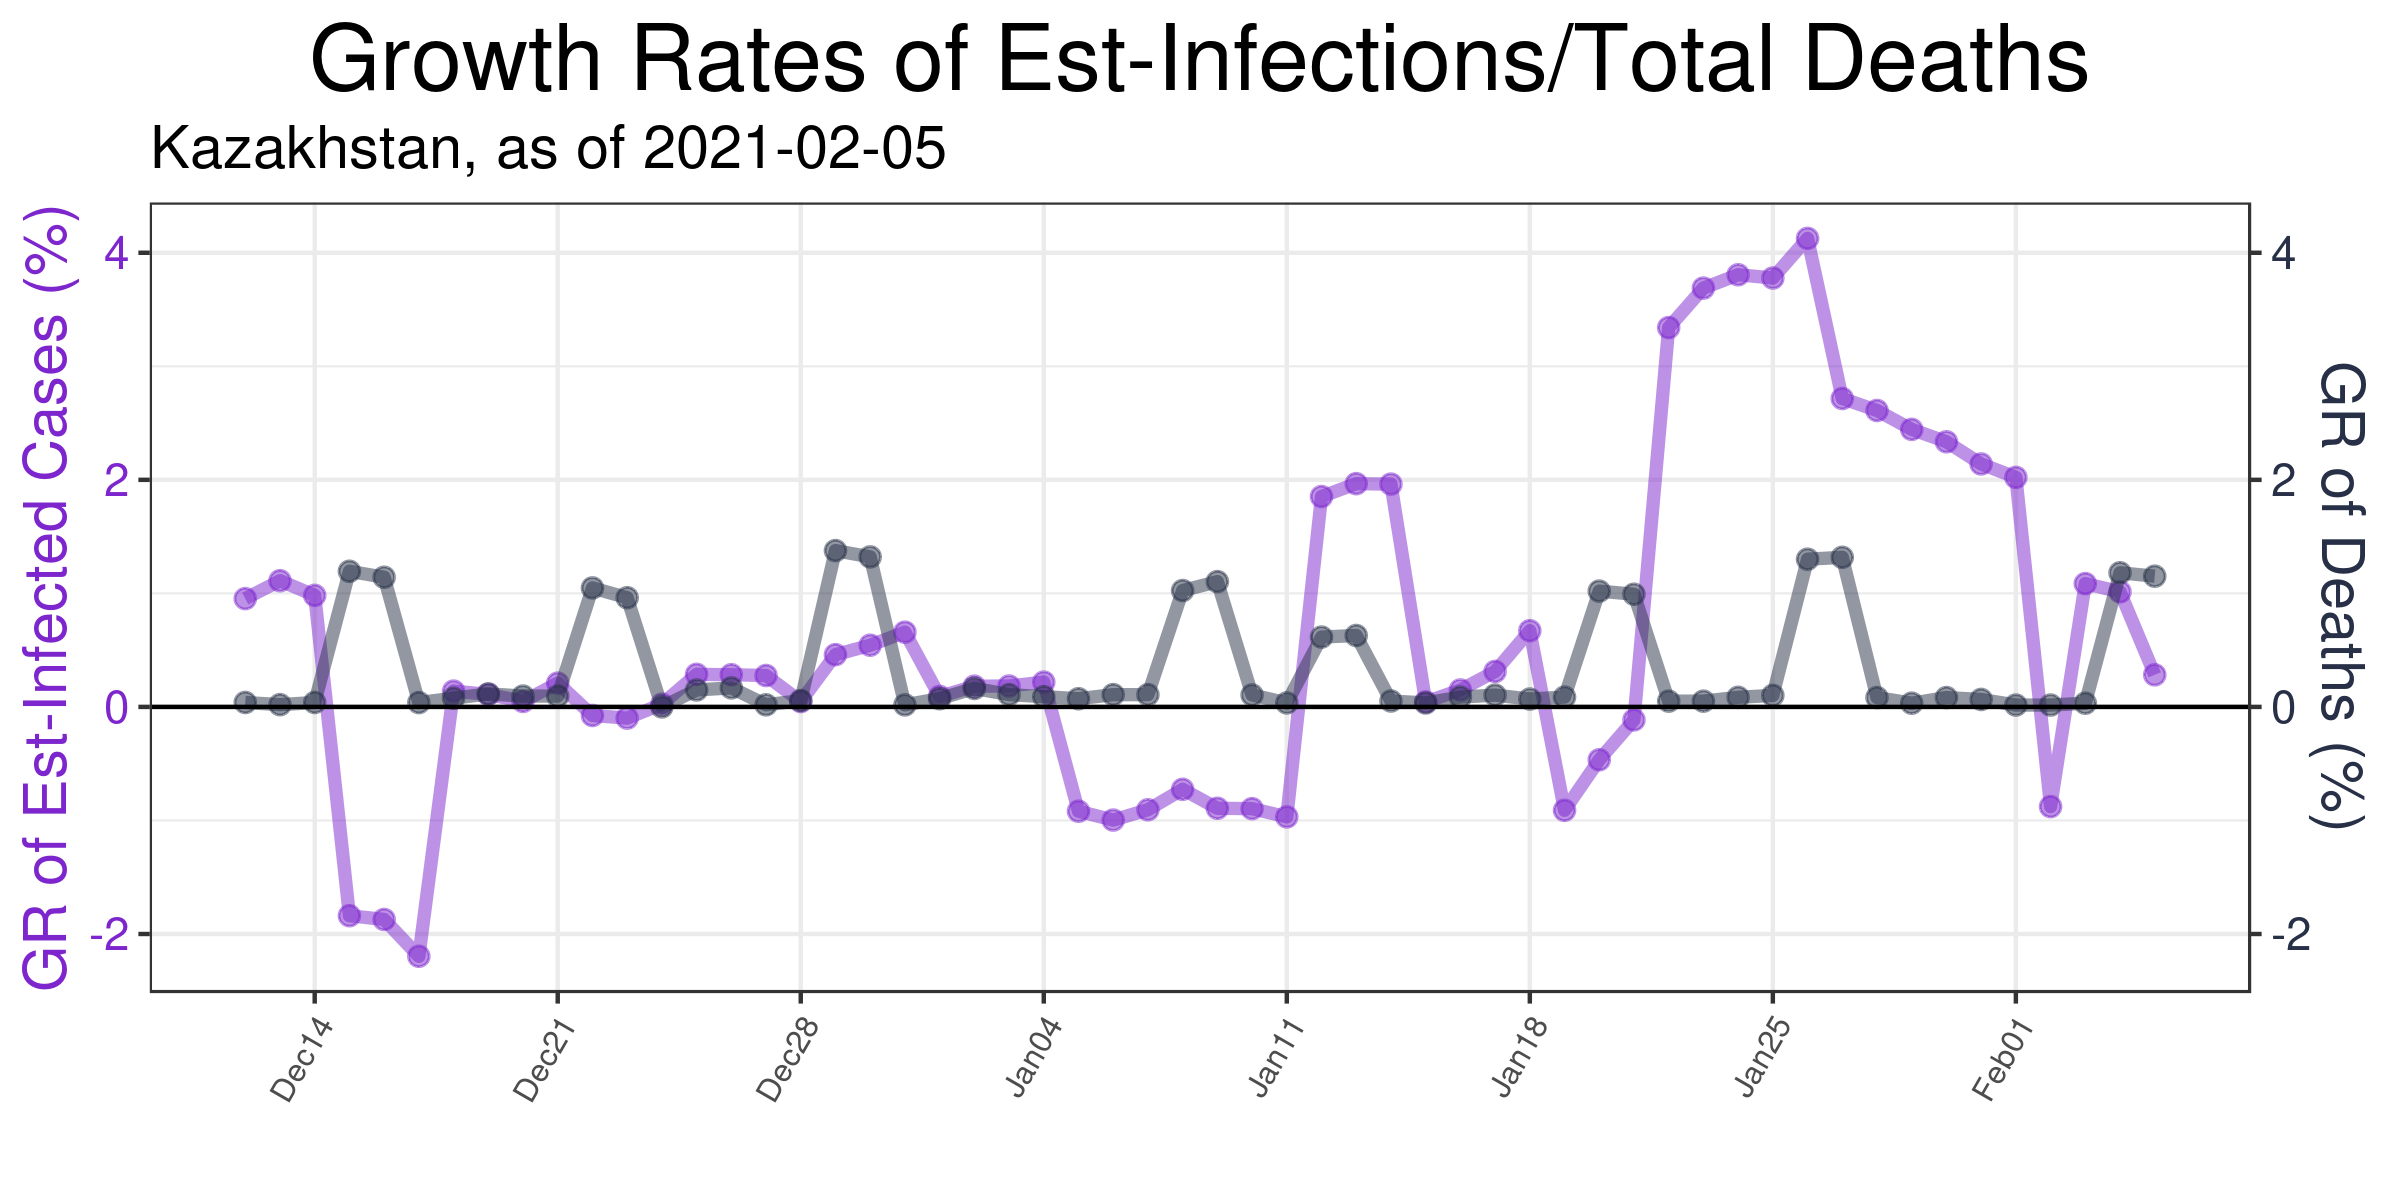 Growth Rates of Est-Infections/Total Deaths
Kazakhstan, as of 2021-02-05
GR of Est-Infected Cases (%)
4
2
0
-2
4
2
0
-2
GR of Deaths (%)
Dec14
Dec21
Dec28
Jan04
Jan11
Jan18
Jan25
Feb01